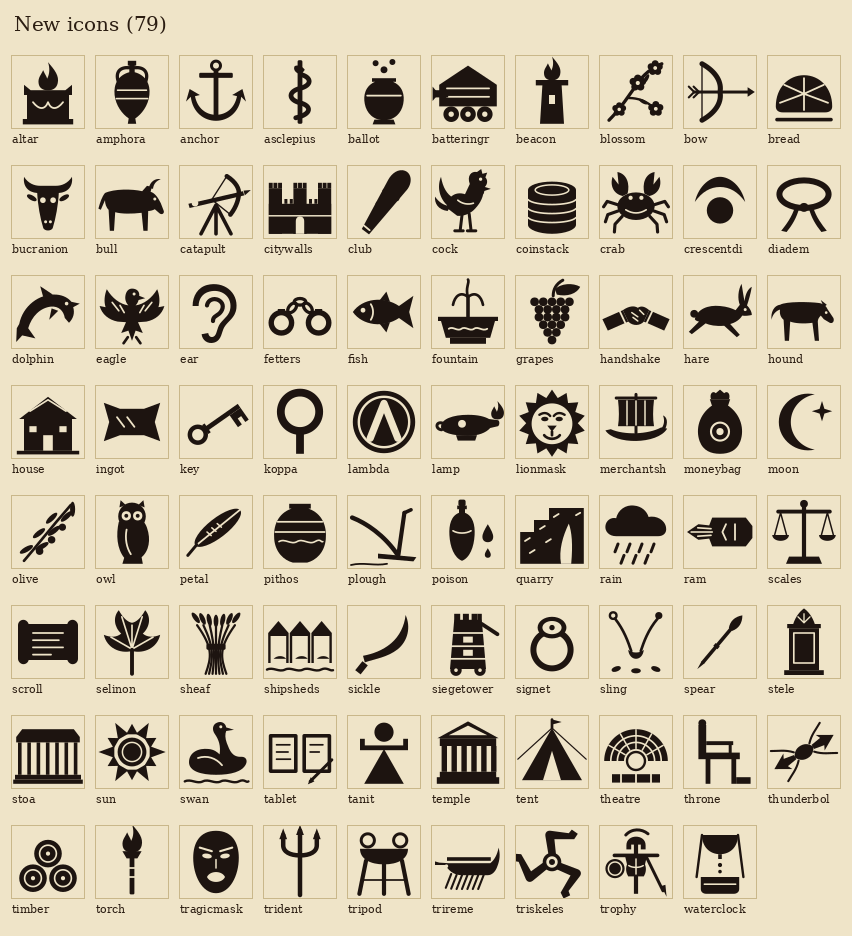 New icons (79)
altar amphora anchor asclepius ballot batteringr beacon blossom bow bread
bucranion bull catapult citywalls club cock coinstack crab crescentdi diadem
dolphin eagle ear fetters fish fountain grapes handshake hare hound
house ingot key koppa lambda lamp lionmask merchantsh moneybag moon
olive owl petal pithos plough poison quarry rain ram scales
scroll selinon sheaf shipsheds sickle siegetower signet sling spear stele
stoa sun swan tablet tanit temple tent theatre throne thunderbol
timber torch tragicmask trident tripod trireme triskeles trophy waterclock